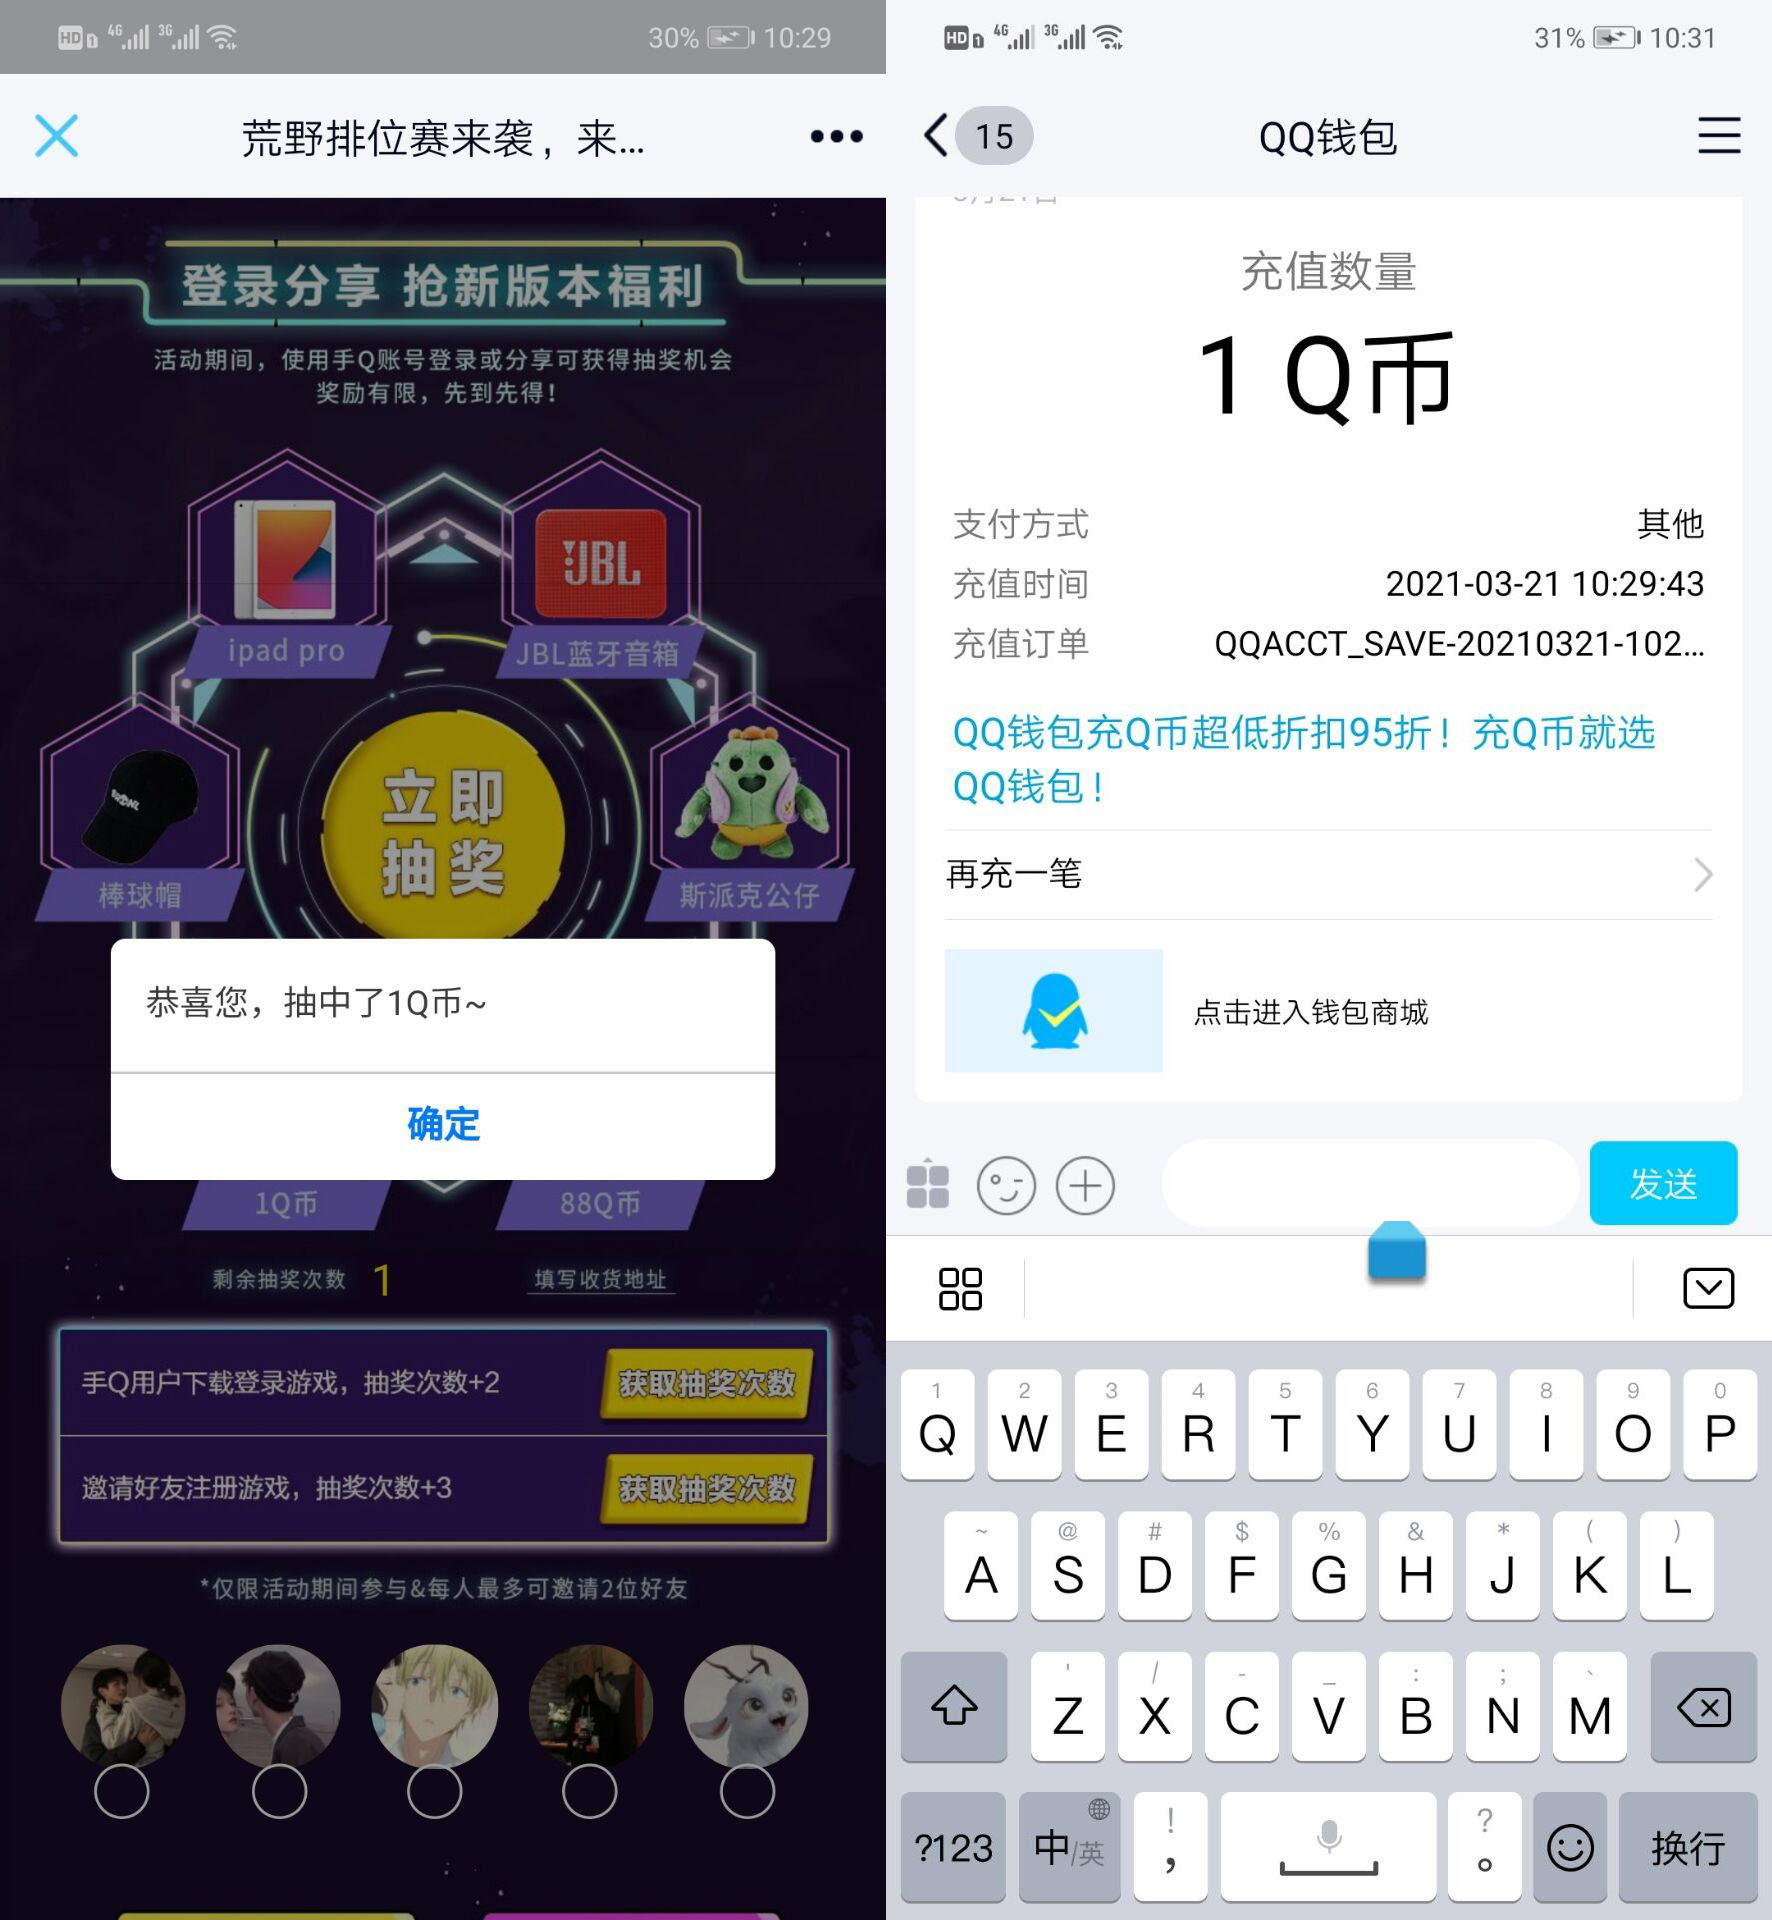 HD 1 4G 3G 30% 10:29
荒野排位赛来袭，来...
登录分享 抢新版本福利
活动期间，使用手Q账号登录或分享可获得抽奖机会
奖励有限，先到先得！
JBL
ipad pro
JBL蓝牙音箱
立即
抽奖
棒球帽
斯派克公仔
恭喜您，抽中了1Q币~
确定
1Q币
88Q币
剩余抽奖次数 1
填写收货地址
手Q用户下载登录游戏，抽奖次数+2
获取抽奖次数
邀请好友注册游戏，抽奖次数+3
获取抽奖次数
*仅限活动期间参与&每人最多可邀请2位好友
HD 1 4G 3G 31% 10:31
15
QQ钱包
充值数量
1 Q币
支付方式 其他
充值时间 2021-03-21 10:29:43
充值订单 QQACCT_SAVE-20210321-102...
QQ钱包充Q币超低折扣95折！充Q币就选
QQ钱包！
再充一笔
点击进入钱包商城
发送
1 2 3 4 5 6 7 8 9 0
Q W E R T Y U I O P
~ @ # $ % & * ( )
A S D F G H J K L
' / - _ : ; 、
Z X C V B N M
?123 中/英 ! ， ? 。 换行